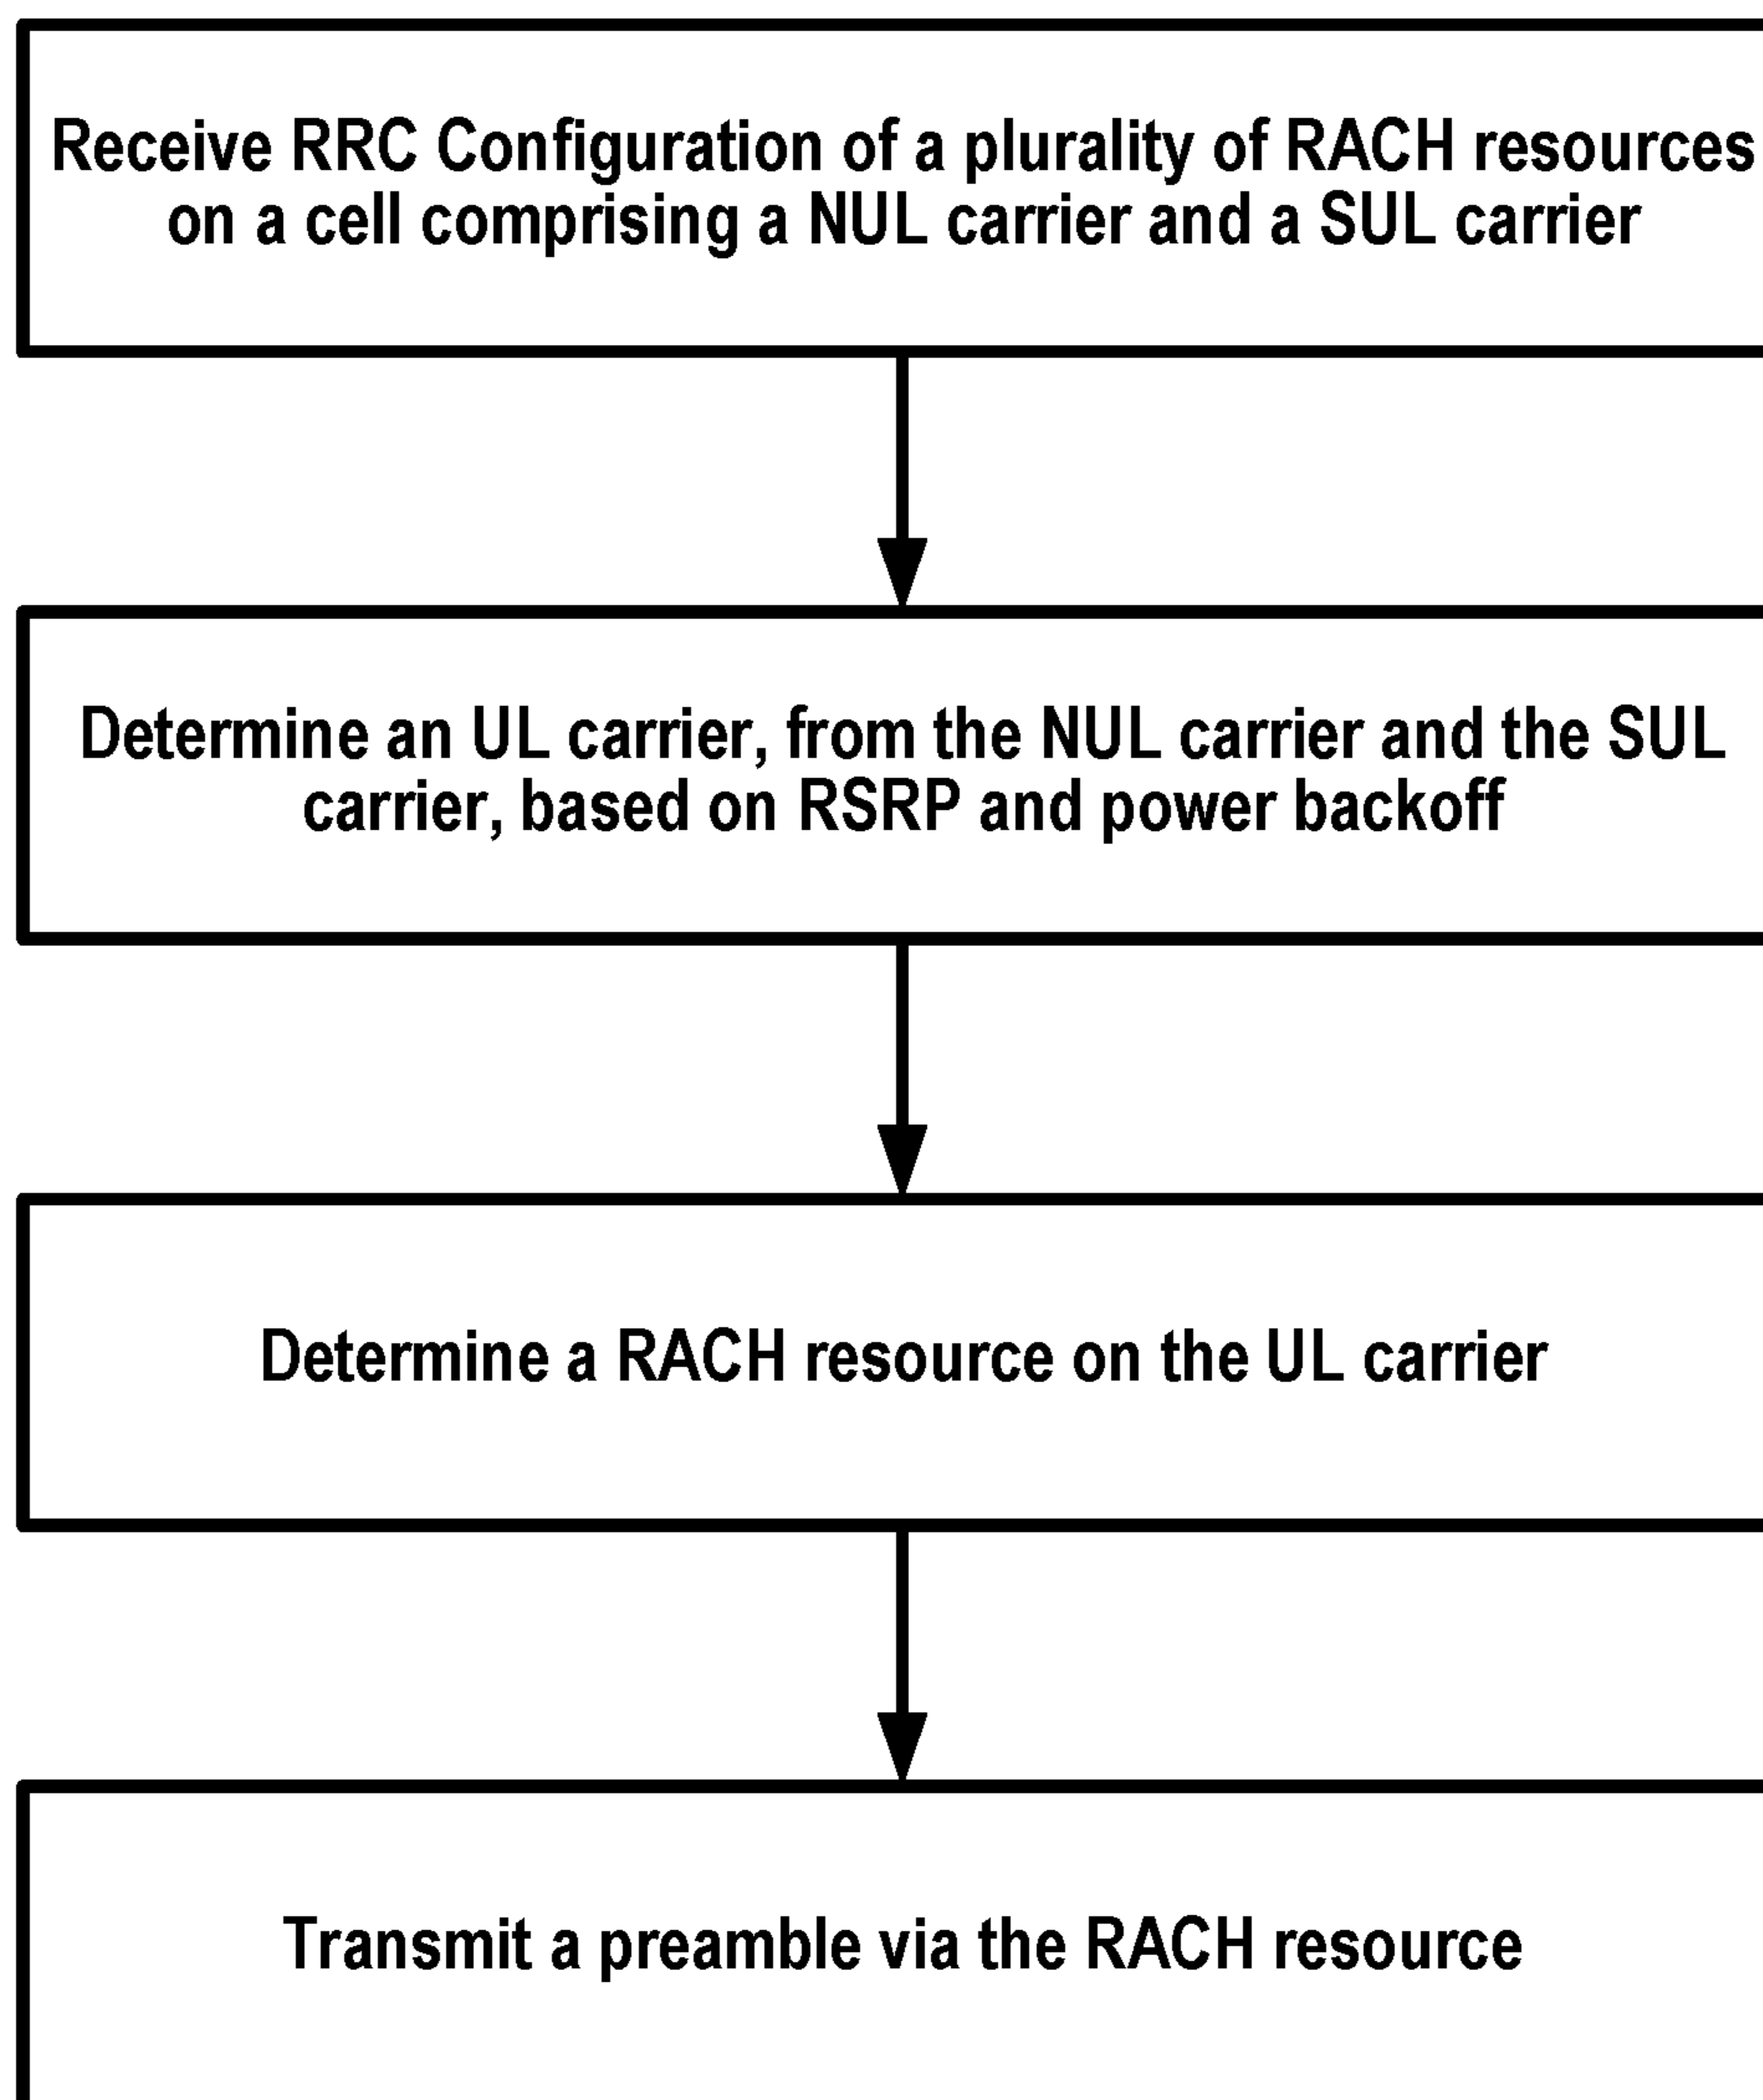 Receive RRC Configuration of a plurality of RACH resources
on a cell comprising a NUL carrier and a SUL carrier
Determine an UL carrier, from the NUL carrier and the SUL
carrier, based on RSRP and power backoff
Determine a RACH resource on the UL carrier
Transmit a preamble via the RACH resource